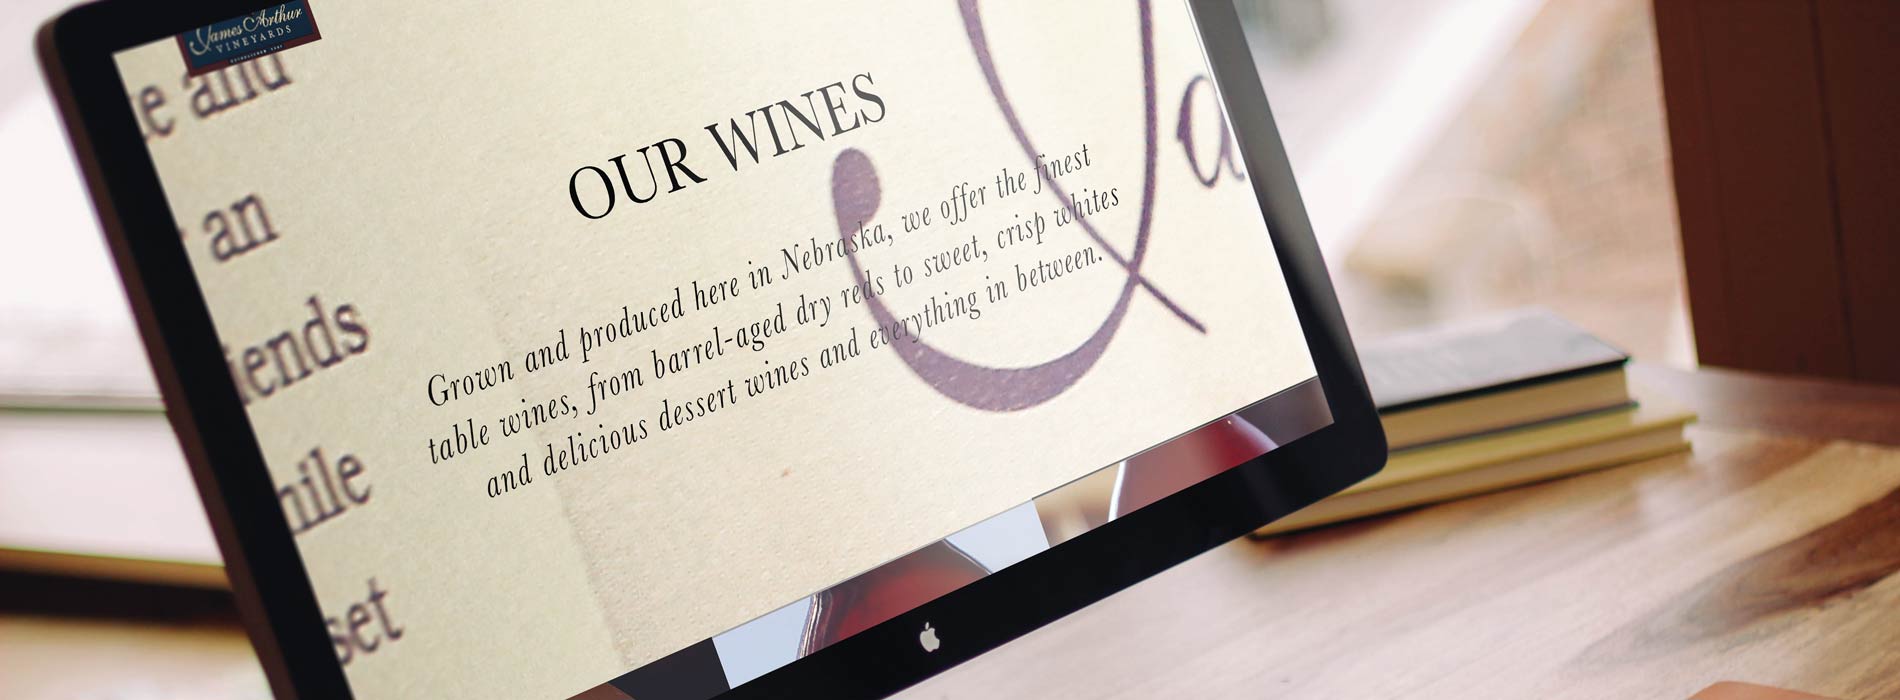 James Arthur
VINEYARDS
e and
an
iends
hile
set
a
OUR WINES
Grown and produced here in Nebraska, we offer the finest
table wines, from barrel-aged dry reds to sweet, crisp whites
and delicious dessert wines and everything in between.